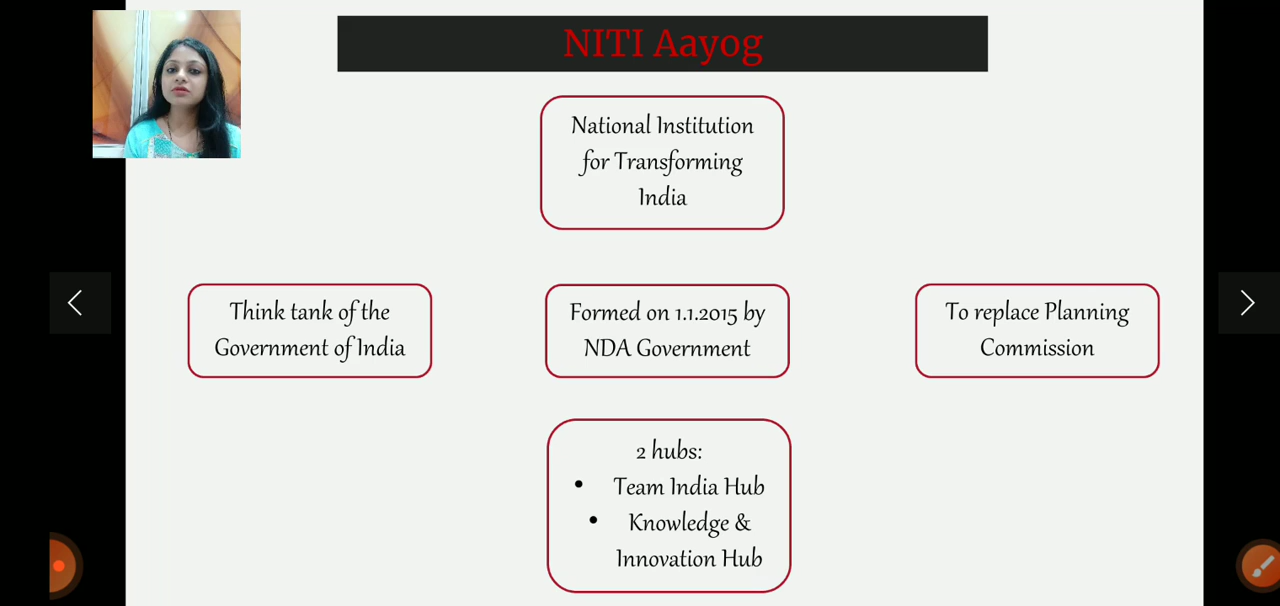 NITI Aayog
National Institution
for Transforming
India
Think tank of the
Government of India
Formed on 1.1.2015 by
NDA Government
To replace Planning
Commission
2 hubs:
• Team India Hub
• Knowledge &
Innovation Hub